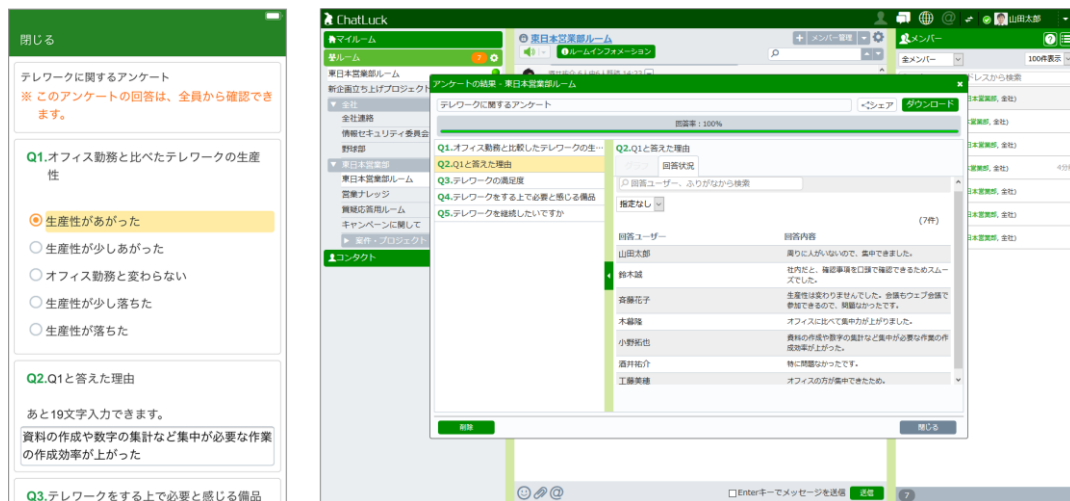 閉じる
テレワークに関するアンケート
※ このアンケートの回答は、全員から確認でき
ます。
Q1.オフィス勤務と比べたテレワークの生産
性
生産性があがった
生産性が少しあがった
オフィス勤務と変わらない
生産性が少し落ちた
生産性が落ちた
Q2.Q1と答えた理由
あと19文字入力できます。
資料の作成や数字の集計など集中が必要な作業
の作成効率が上がった
Q3.テレワークをする上で必要と感じる備品
ChatLuck
山田太郎
マイルーム
ルーム
東日本営業部ルーム
新企画立ち上げプロジェクト
全社
全社連絡
情報セキュリティ委員会
野球部
東日本営業部
東日本営業部ルーム
営業ナレッジ
質疑応答用ルーム
キャンペーンに関して
案件・プロジェクト
コンタクト
東日本営業部ルーム
ルームインフォメーション
メンバー管理
メンバー
全メンバー
100件表示
アンケートの結果 - 東日本営業部ルーム
テレワークに関するアンケート
シェア
ダウンロード
回答率：100%
Q1.オフィス勤務と比較したテレワークの生…
Q2.Q1と答えた理由
Q3.テレワークの満足度
Q4.テレワークをする上で必要と感じる備品
Q5.テレワークを継続したいですか
Q2.Q1と答えた理由
グラフ
回答状況
回答ユーザー、ふりがなから検索
指定なし
(7件)
回答ユーザー 回答内容
山田太郎 周りに人がいないので、集中できました。
鈴木誠 社内だと、確認事項を口頭で確認できるためスムー
ズでした。
斉藤花子 生産性は変わりませんでした。会議もウェブ会議で
参加できるので、問題なかったです。
木暮隆 オフィスに比べて集中力が上がりました。
小野拓也 資料の作成や数字の集計など集中が必要な作業の作
成効率が上がった。
酒井祐介 特に問題なかったです。
工藤美穂 オフィスの方が集中できたため。
削除
閉じる
Enterキーでメッセージを送信
送信
7